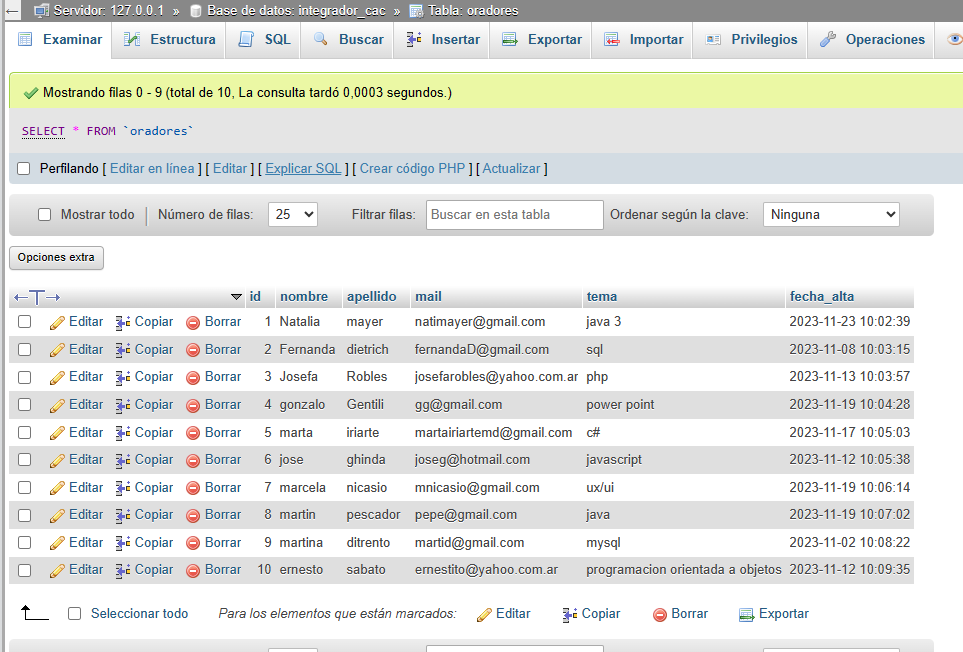 Servidor: 127.0.0.1 » Base de datos: integrador_cac » Tabla: oradores
Examinar Estructura SQL Buscar Insertar Exportar Importar Privilegios Operaciones
Mostrando filas 0 - 9 (total de 10, La consulta tardó 0,0003 segundos.)
SELECT * FROM `oradores`
Perfilando [ Editar en línea ] [ Editar ] [ Explicar SQL ] [ Crear código PHP ] [ Actualizar ]
Mostrar todo | Número de filas: 25 Filtrar filas: Buscar en esta tabla Ordenar según la clave: Ninguna
Opciones extra
←T→ id nombre apellido mail tema fecha_alta
Editar Copiar Borrar 1 Natalia mayer natimayer@gmail.com java 3 2023-11-23 10:02:39
Editar Copiar Borrar 2 Fernanda dietrich fernandaD@gmail.com sql 2023-11-08 10:03:15
Editar Copiar Borrar 3 Josefa Robles josefarobles@yahoo.com.ar php 2023-11-13 10:03:57
Editar Copiar Borrar 4 gonzalo Gentili gg@gmail.com power point 2023-11-19 10:04:28
Editar Copiar Borrar 5 marta iriarte martairiartemd@gmail.com c# 2023-11-17 10:05:03
Editar Copiar Borrar 6 jose ghinda joseg@hotmail.com javascript 2023-11-12 10:05:38
Editar Copiar Borrar 7 marcela nicasio mnicasio@gmail.com ux/ui 2023-11-19 10:06:14
Editar Copiar Borrar 8 martin pescador pepe@gmail.com java 2023-11-19 10:07:02
Editar Copiar Borrar 9 martina ditrento martid@gmail.com mysql 2023-11-02 10:08:22
Editar Copiar Borrar 10 ernesto sabato ernestito@yahoo.com.ar programacion orientada a objetos 2023-11-12 10:09:35
Seleccionar todo Para los elementos que están marcados: Editar Copiar Borrar Exportar